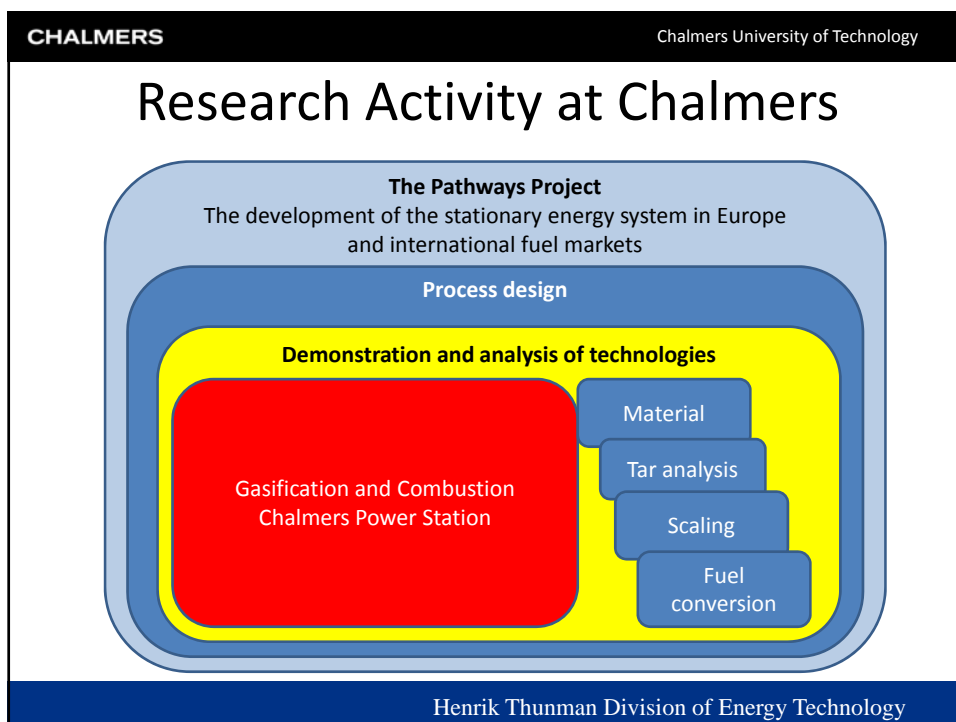 CHALMERS
Chalmers University of Technology
Research Activity at Chalmers
The Pathways Project
The development of the stationary energy system in Europe
and international fuel markets
Process design
Demonstration and analysis of technologies
Gasification and Combustion
Chalmers Power Station
Material
Tar analysis
Scaling
Fuel
conversion
Henrik Thunman Division of Energy Technology